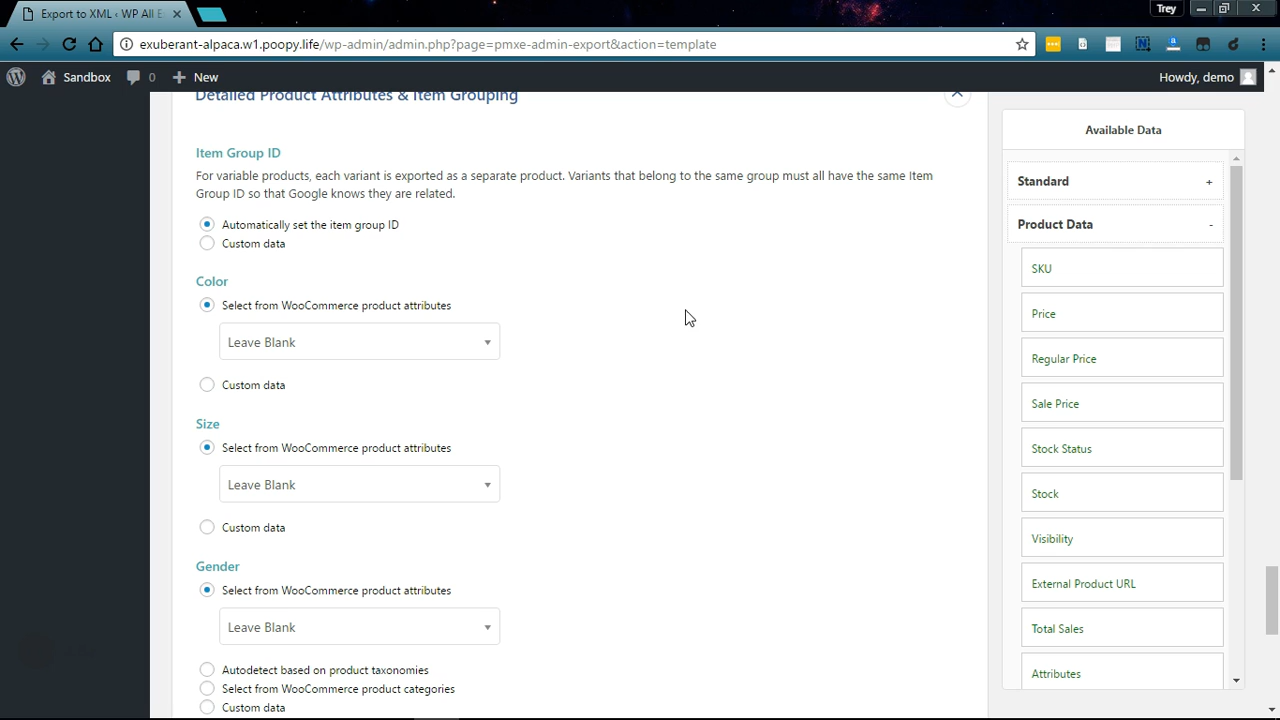 Export to XML ‹ WP All E
Trey
exuberant-alpaca.w1.poopy.life/wp-admin/admin.php?page=pmxe-admin-export&action=template
Sandbox
0
New
Howdy, demo
Detailed Product Attributes & Item Grouping
Item Group ID
For variable products, each variant is exported as a separate product. Variants that belong to the same group must all have the same Item
Group ID so that Google knows they are related.
Automatically set the item group ID
Custom data
Color
Select from WooCommerce product attributes
Leave Blank
Custom data
Size
Select from WooCommerce product attributes
Leave Blank
Custom data
Gender
Select from WooCommerce product attributes
Leave Blank
Autodetect based on product taxonomies
Select from WooCommerce product categories
Custom data
Available Data
Standard +
Product Data -
SKU
Price
Regular Price
Sale Price
Stock Status
Stock
Visibility
External Product URL
Total Sales
Attributes